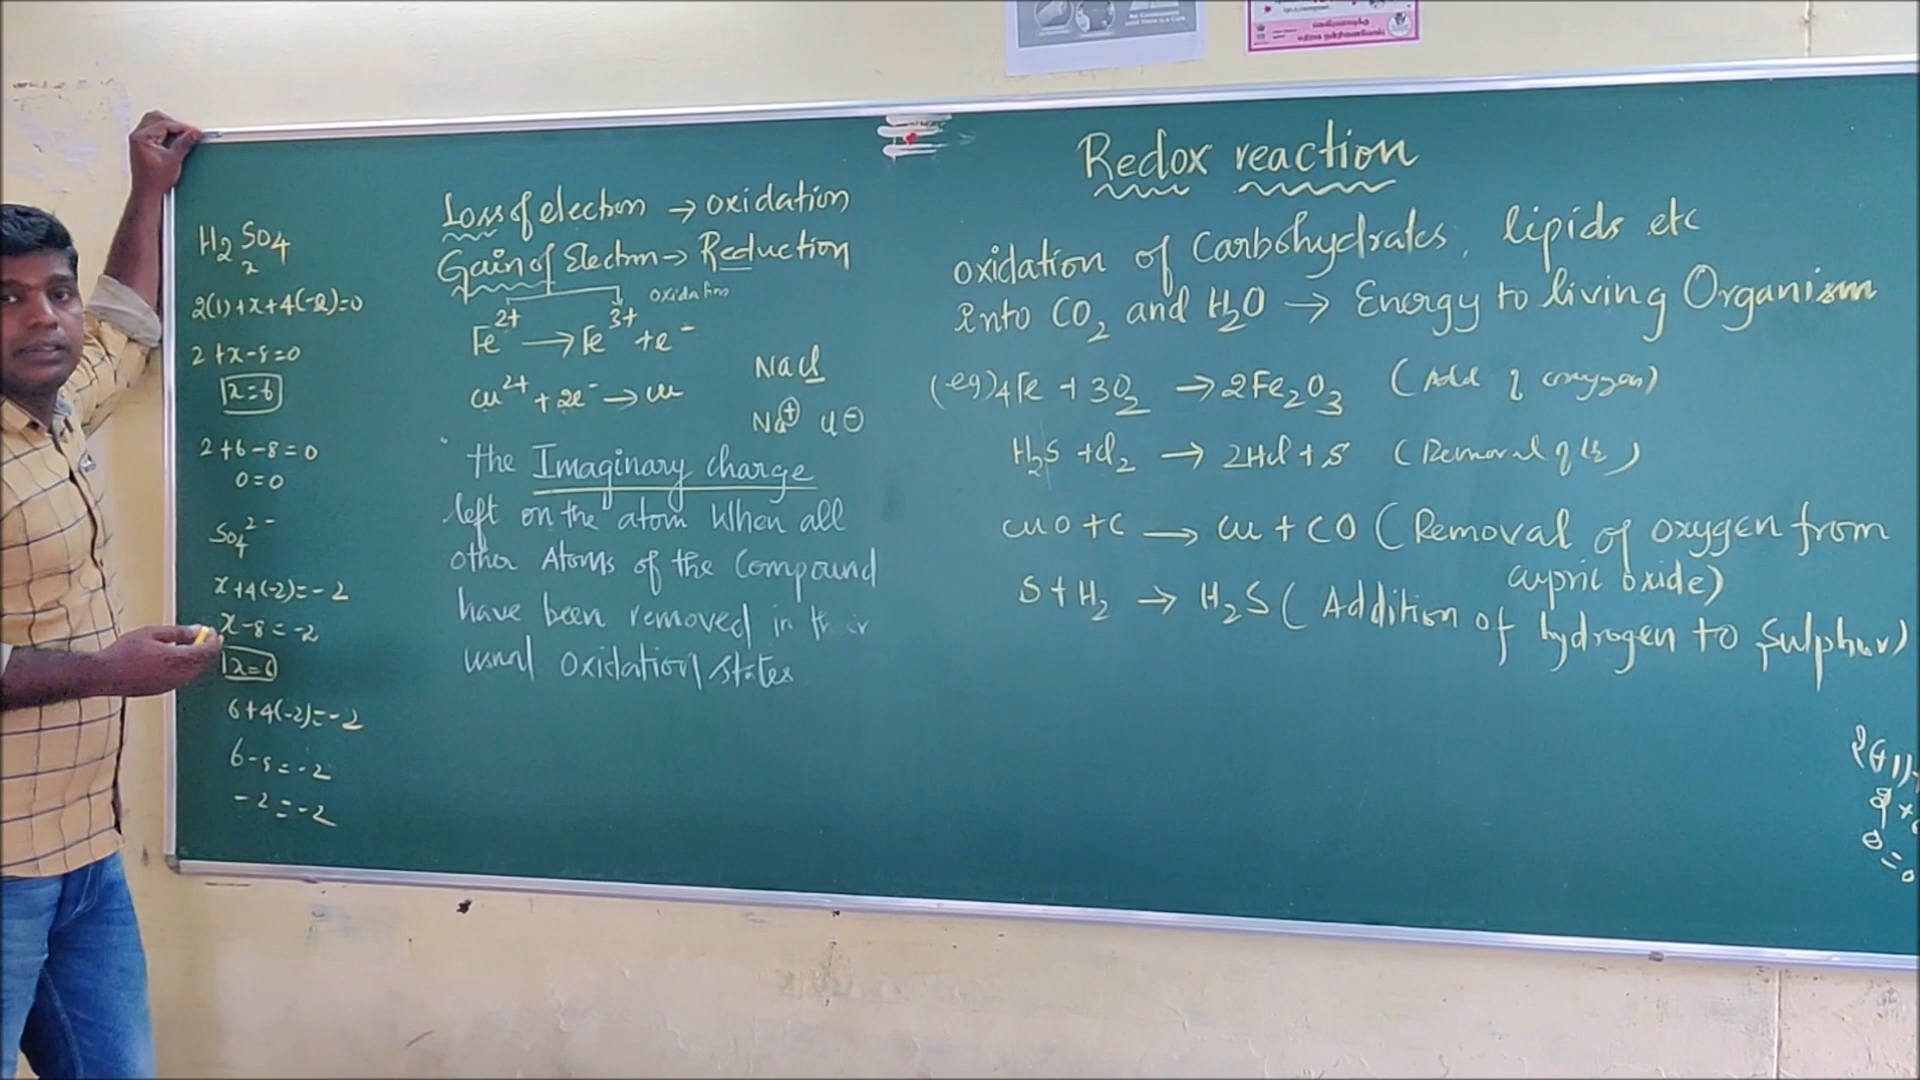 Redox reaction
H2SO4
x
2(1)+x+4(-2)=0
2+x-8=0
x=6
2+6-8=0
0=0
SO4 2-
x+4(-2)=-2
x-8=-2
x=6
6+4(-2)=-2
6-8=-2
-2=-2
Loss of electron → oxidation
Gain of Electron → Reduction
oxidation
Fe2+ → Fe3+ + e-
Cu2+ + 2e- → Cu
NaCl
Na+ Cl-
the Imaginary charge
left on the atom When all
other Atoms of the Compound
have been removed in their
usual oxidation states
oxidation of Carbohydrates, lipids etc
into CO2 and H2O → Energy to living Organism
(eg) 4Fe + 3O2 → 2Fe2O3 (Add of oxygen)
H2S + Cl2 → 2HCl + S (Removal of H2)
CuO + C → Cu + CO (Removal of oxygen from
cupric oxide)
S + H2 → H2S (Addition of hydrogen to Sulphur)
2(+1)
0=0